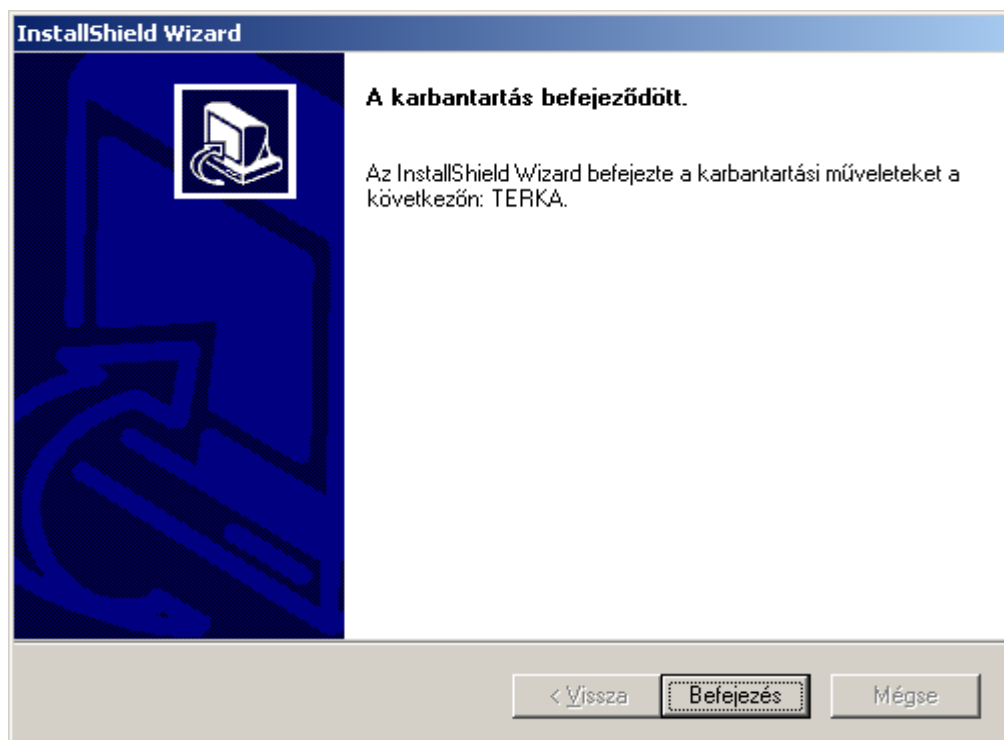 InstallShield Wizard
A karbantartás befejeződött.
Az InstallShield Wizard befejezte a karbantartási műveleteket a
következőn: TERKA.
< Vissza
Befejezés
Mégse